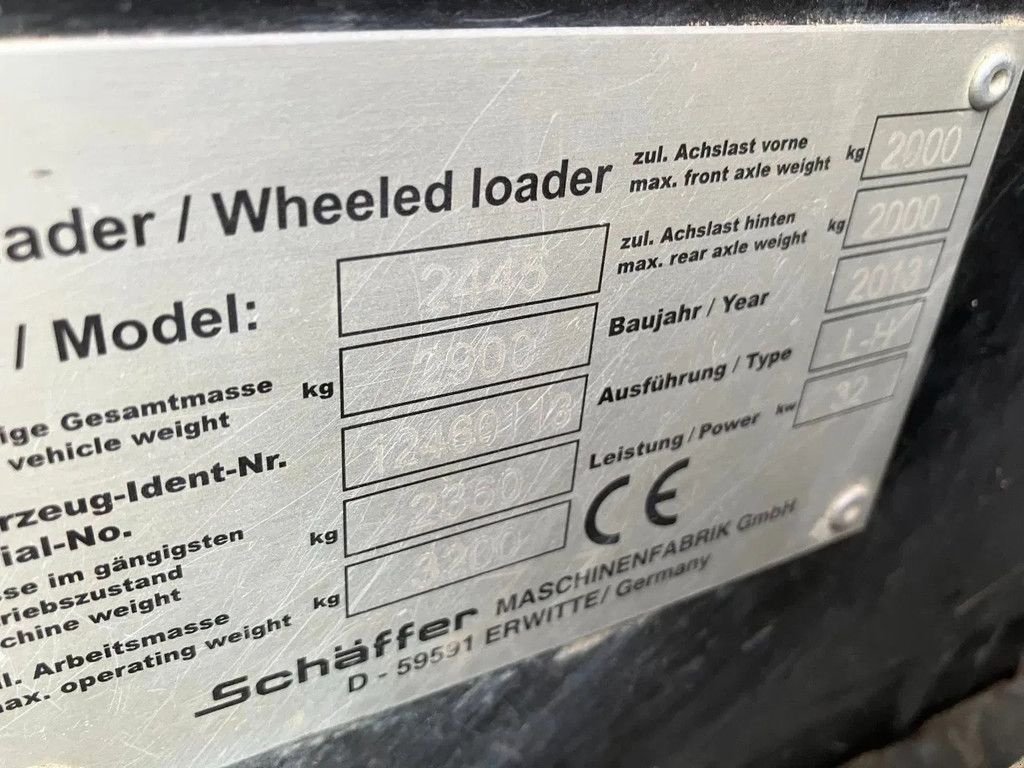 ader / Wheeled loader
/ Model: 2445
ige Gesamtmasse kg 2900
vehicle weight
rzeug-Ident-Nr. 12460113
ial-No.
sse im gängigsten kg 2360
riebszustand
chine weight
l. Arbeitsmasse kg 3200
ax. operating weight
zul. Achslast vorne kg 2000
max. front axle weight
zul. Achslast hinten kg 2000
max. rear axle weight
Baujahr / Year 2013
Ausführung / Type L-H
Leistung / Power kw 32
CE
Schäffer MASCHINENFABRIK GmbH
D - 59591 ERWITTE/ Germany